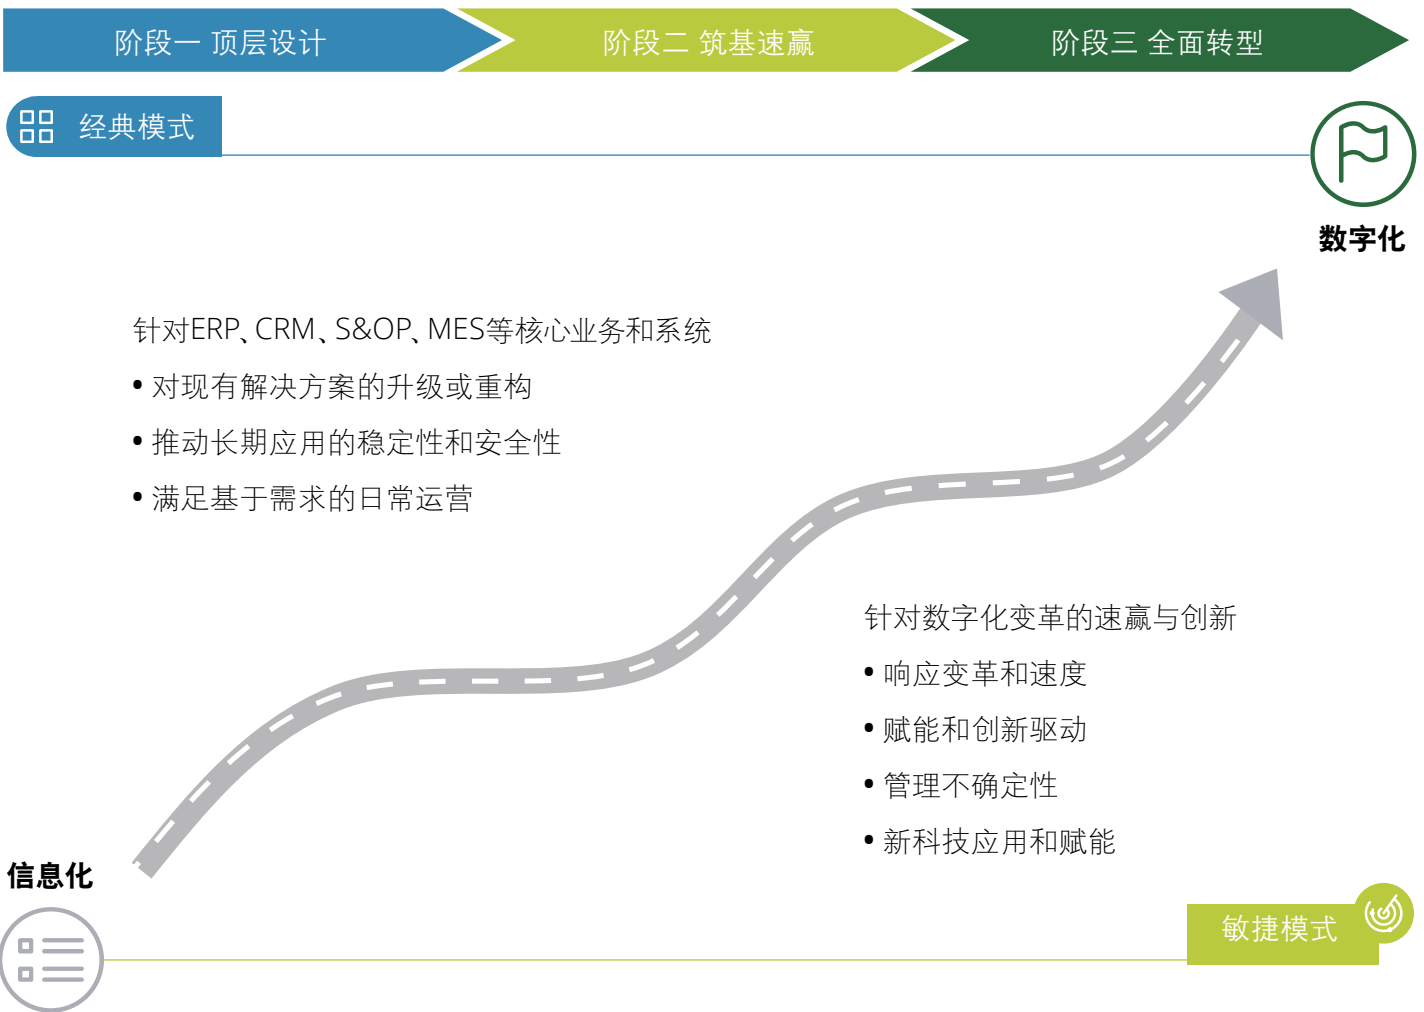 阶段一 顶层设计
阶段二 筑基速赢
阶段三 全面转型
经典模式
数字化
针对ERP、CRM、S&OP、MES等核心业务和系统
• 对现有解决方案的升级或重构
• 推动长期应用的稳定性和安全性
• 满足基于需求的日常运营
针对数字化变革的速赢与创新
• 响应变革和速度
• 赋能和创新驱动
• 管理不确定性
• 新科技应用和赋能
信息化
敏捷模式